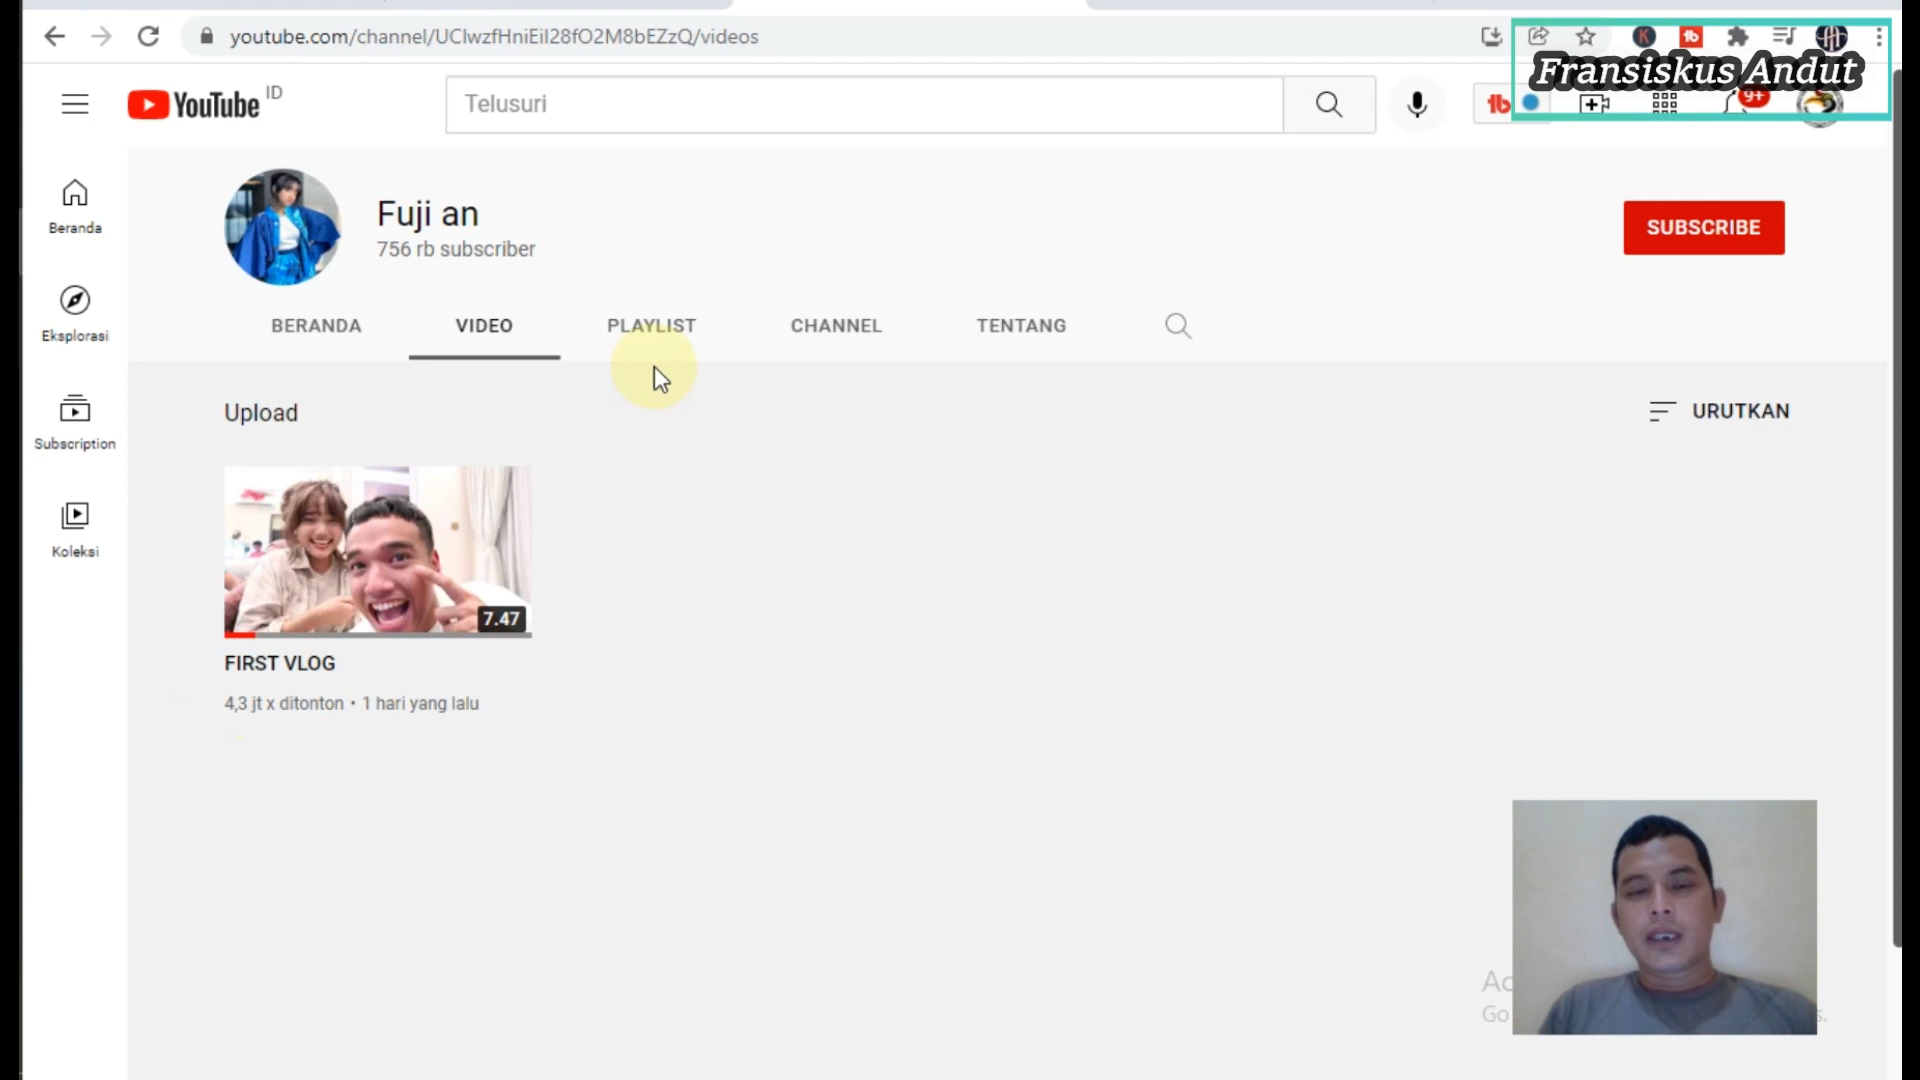 youtube.com/channel/UClwzfHniEil28fO2M8bEZzQ/videos
Fransiskus Andut
YouTube ID
Telusuri
9+
Beranda
Eksplorasi
Subscription
Koleksi
Fuji an
756 rb subscriber
SUBSCRIBE
BERANDA
VIDEO
PLAYLIST
CHANNEL
TENTANG
Upload
URUTKAN
7.47
FIRST VLOG
4,3 jt x ditonton • 1 hari yang lalu
Go